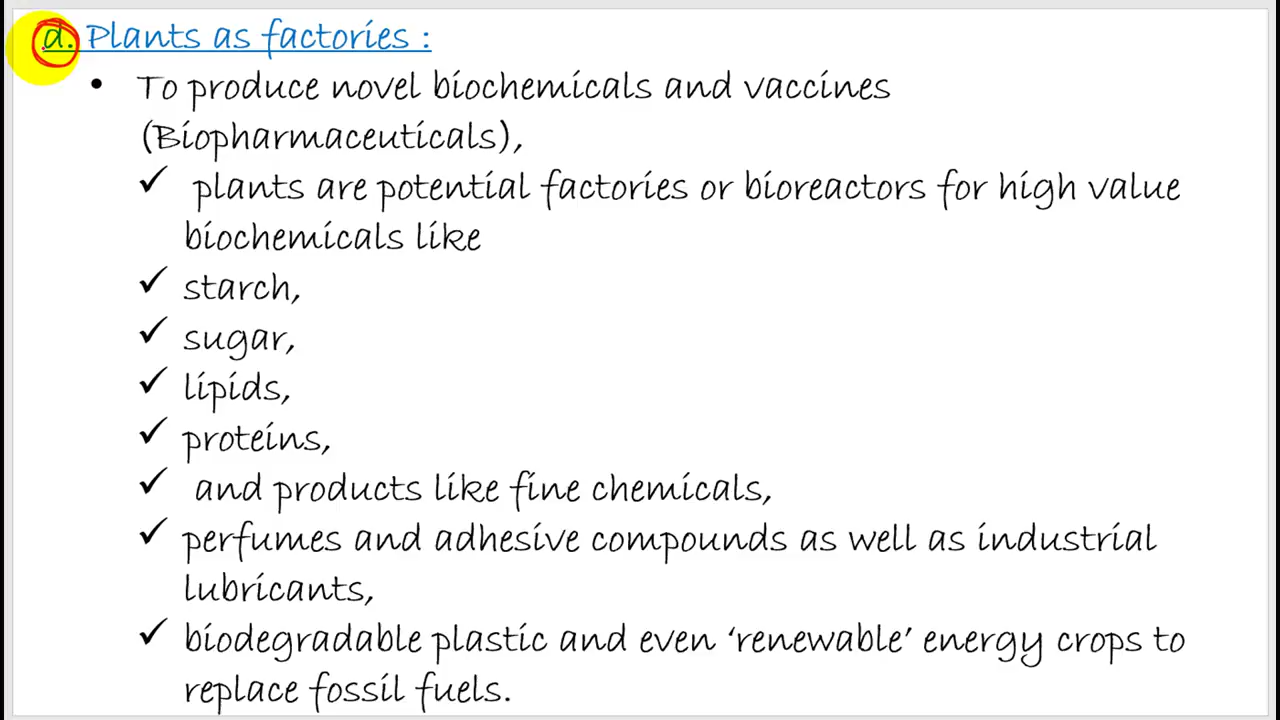 d. Plants as factories :
• To produce novel biochemicals and vaccines
(Biopharmaceuticals),
✓ plants are potential factories or bioreactors for high value
biochemicals like
✓ starch,
✓ sugar,
✓ lipids,
✓ proteins,
✓ and products like fine chemicals,
✓ perfumes and adhesive compounds as well as industrial
lubricants,
✓ biodegradable plastic and even ‘renewable’ energy crops to
replace fossil fuels.